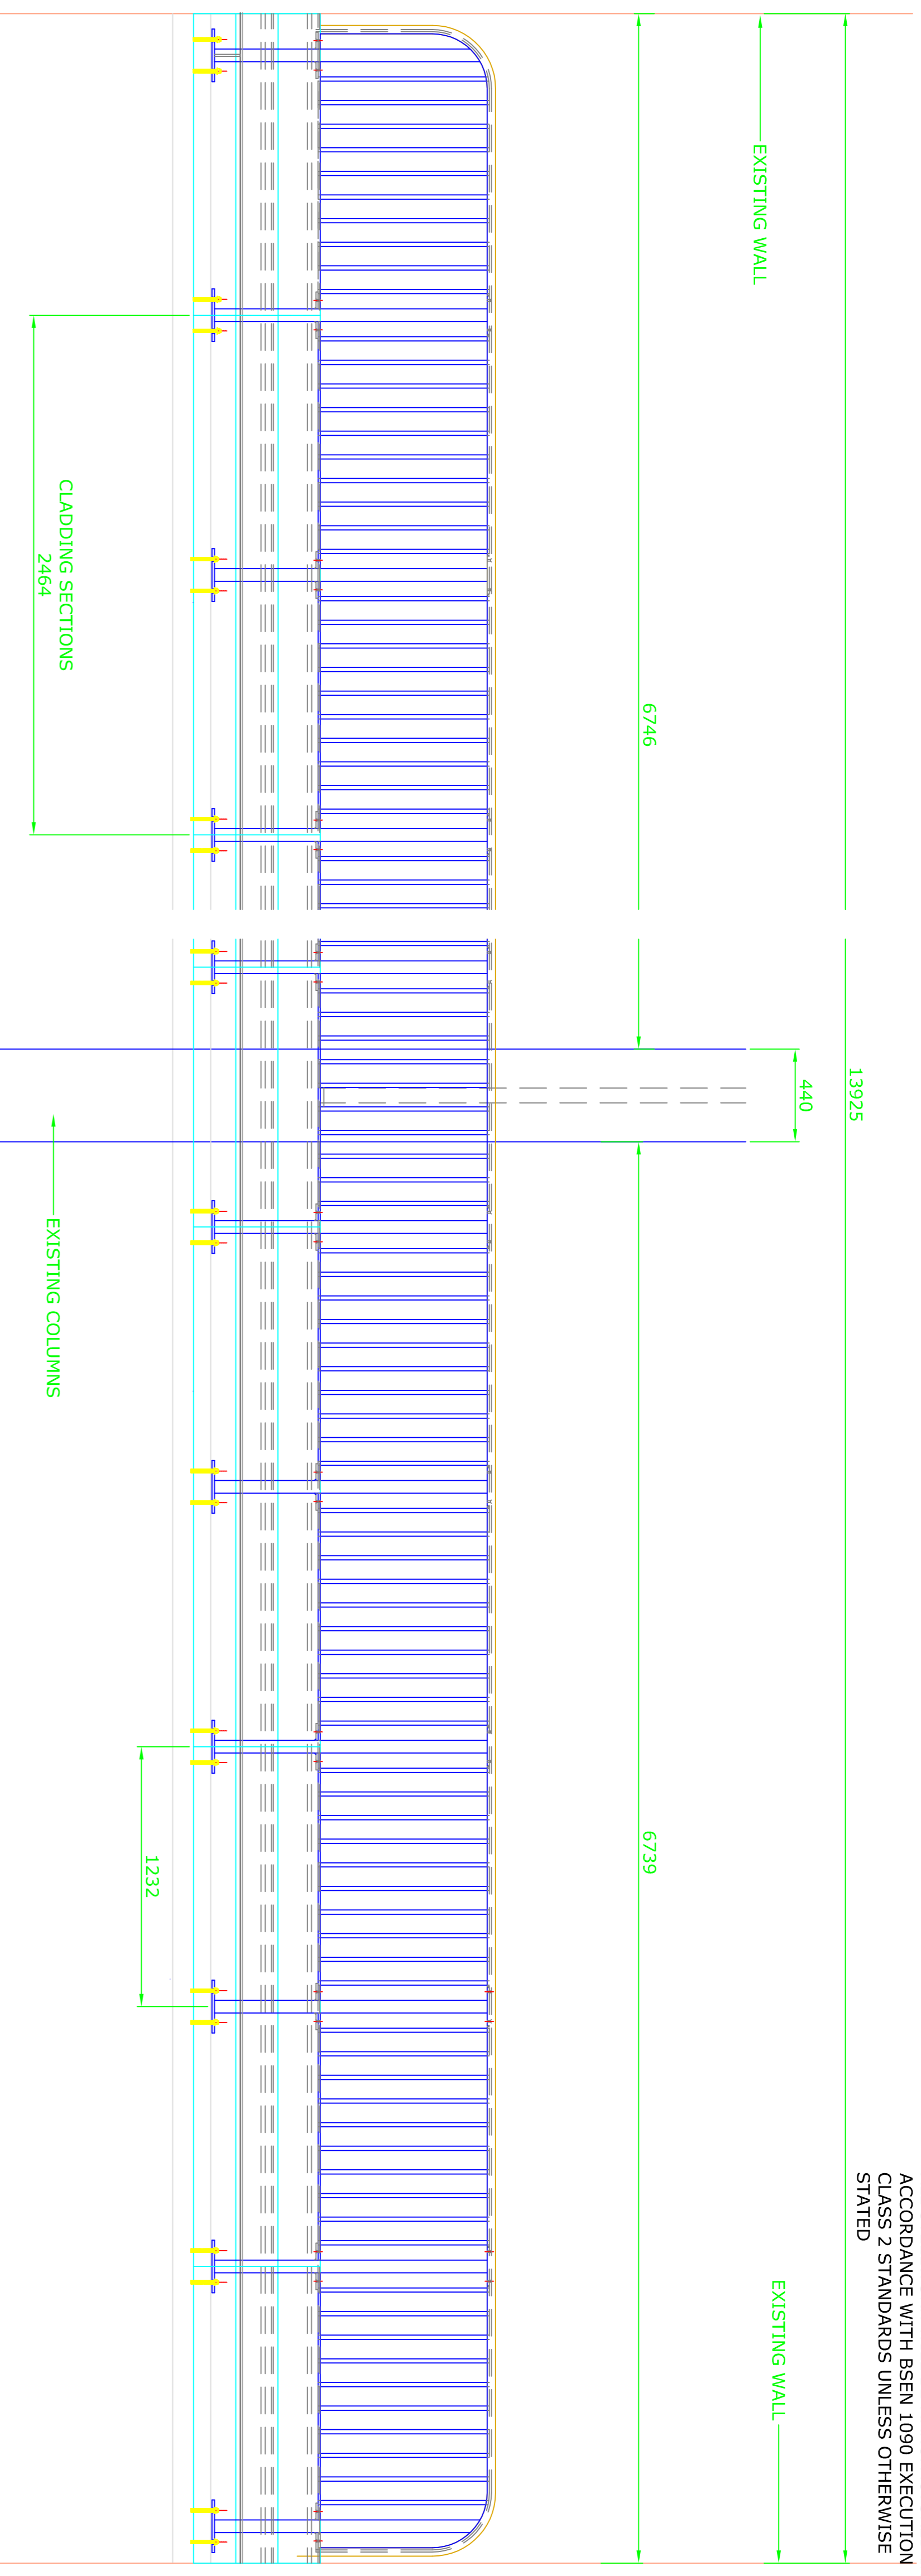 ACCORDANCE WITH BSEN 1090 EXECUTION
CLASS 2 STANDARDS UNLESS OTHERWISE
STATED
13925
440
EXISTING WALL
EXISTING WALL
6746
6739
1232
CLADDING SECTIONS
2464
EXISTING COLUMNS